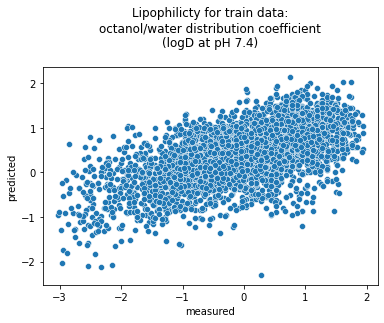 Lipophilicty for train data:
octanol/water distribution coefficient
(logD at pH 7.4)
2
1
0
−1
−2
predicted
−3
−2
−1
0
1
2
measured